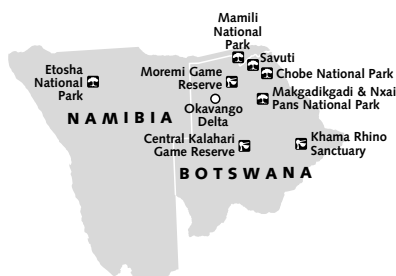 Mamili
National
Park
Savuti
Chobe National Park
Etosha
National
Park
Moremi Game
Reserve
Makgadikgadi & Nxai
Pans National Park
Okavango
Delta
NAMIBIA
Central Kalahari
Game Reserve
Khama Rhino
Sanctuary
BOTSWANA